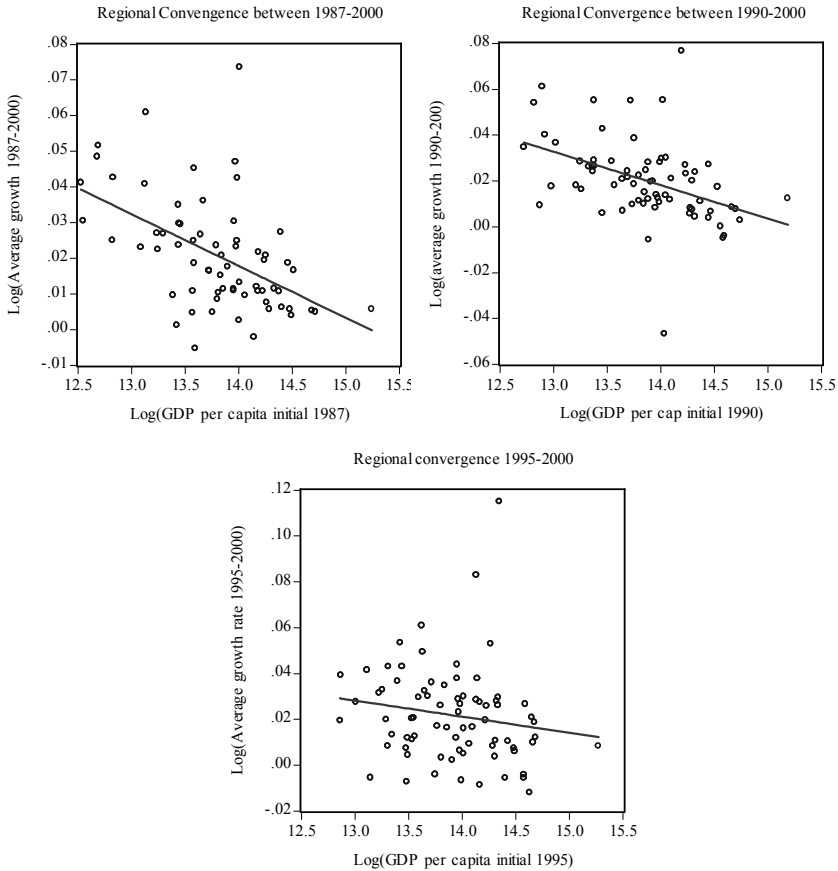 Regional Convengence between 1987-2000
.08
.07
.06
.05
.04
.03
.02
.01
.00
-.01
12.5 13.0 13.5 14.0 14.5 15.0 15.5
Log(Average growth 1987-2000)
Log(GDP per capita initial 1987)
Regional Convergence between 1990-2000
.08
.06
.04
.02
.00
-.02
-.04
-.06
12.5 13.0 13.5 14.0 14.5 15.0 15.5
Log(average growth 1990-200)
Log(GDP per cap initial 1990)
Regional convergence 1995-2000
.12
.10
.08
.06
.04
.02
.00
-.02
12.5 13.0 13.5 14.0 14.5 15.0 15.5
Log(Average growth rate 1995-2000)
Log(GDP per capita initial 1995)